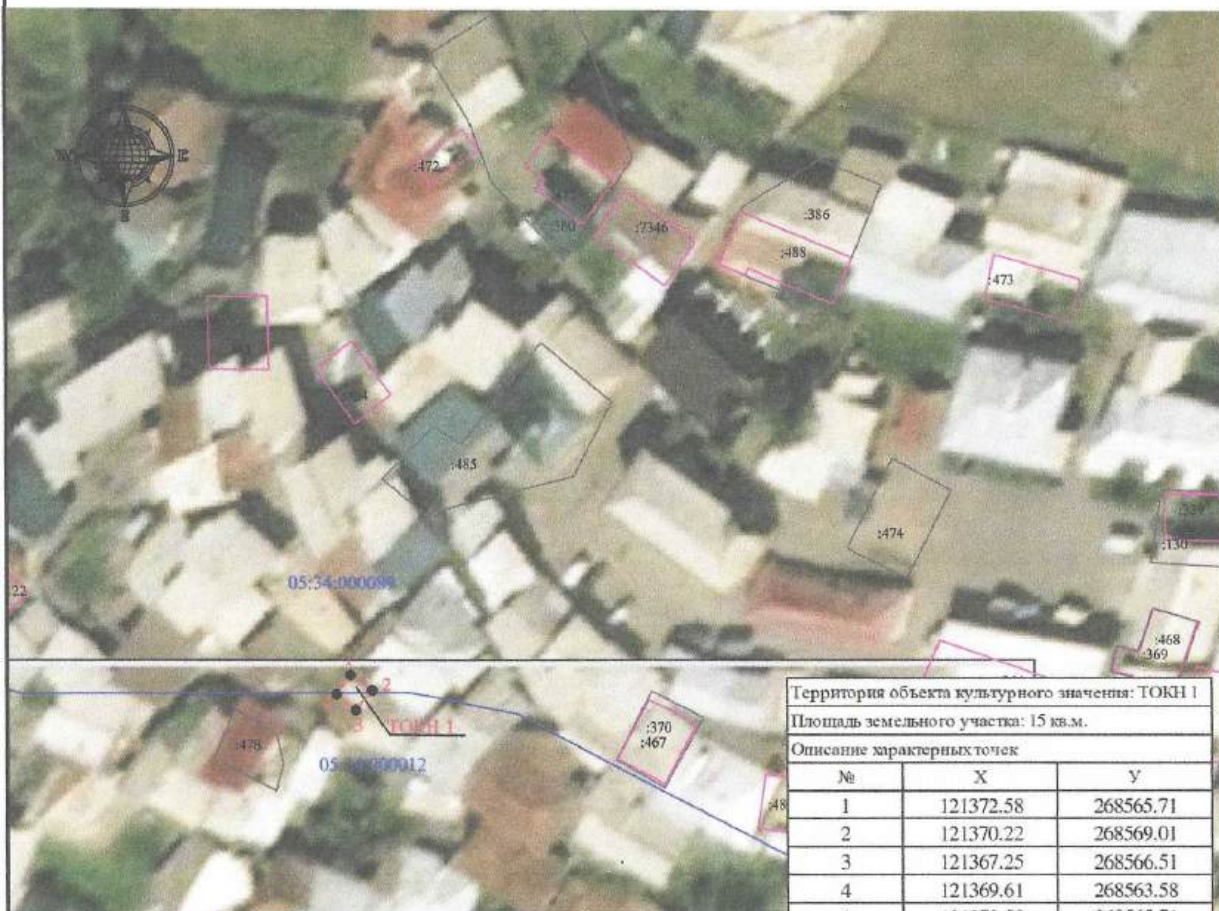 :472
:7346
:386
:488
:473
:485
:474
:130
:468
:369
05:34:000089
22
2
3
ТОКН 1
:370
:467
:478
Территория объекта культурного значения: ТОКН 1
Площадь земельного участка: 15 кв.м.
Описание характерных точек
№ X У
1 121372.58 268565.71
2 121370.22 268569.01
3 121367.25 268566.51
4 121369.61 268563.58